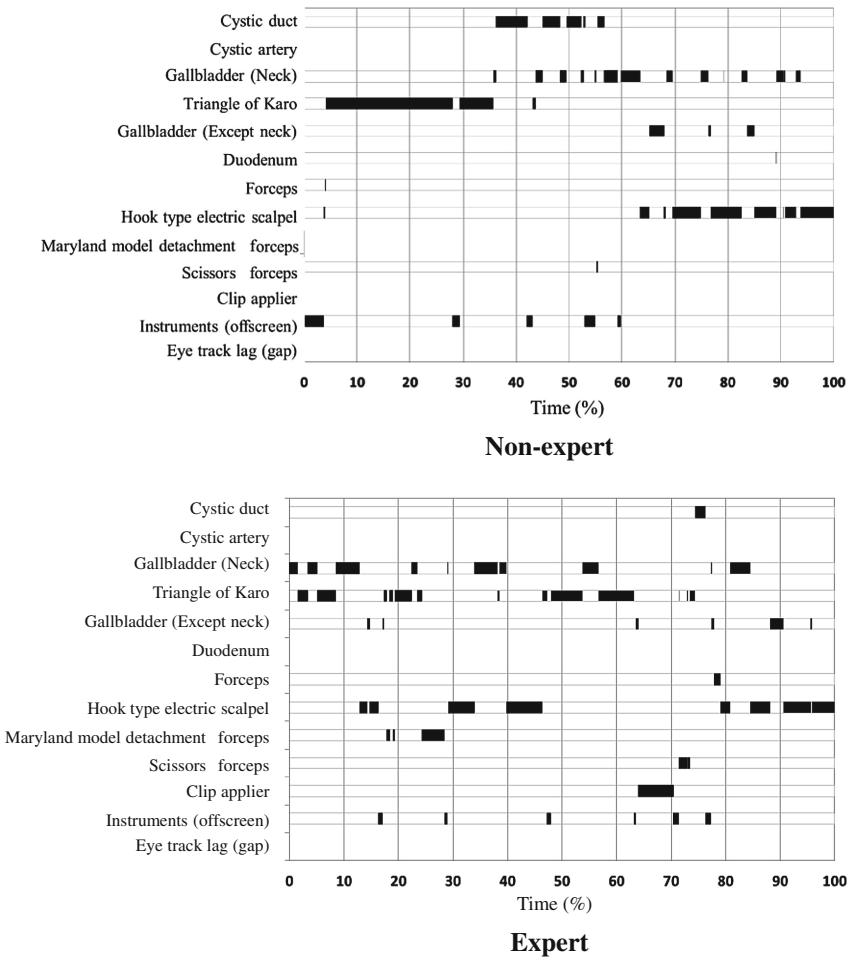 Cystic duct
Cystic artery
Gallbladder (Neck)
Triangle of Karo
Gallbladder (Except neck)
Duodenum
Forceps
Hook type electric scalpel
Maryland model detachment forceps
Scissors forceps
Clip applier
Instruments (offscreen)
Eye track lag (gap)
0 10 20 30 40 50 60 70 80 90 100
Time (%)
Non-expert
Cystic duct
Cystic artery
Gallbladder (Neck)
Triangle of Karo
Gallbladder (Except neck)
Duodenum
Forceps
Hook type electric scalpel
Maryland model detachment forceps
Scissors forceps
Clip applier
Instruments (offscreen)
Eye track lag (gap)
0 10 20 30 40 50 60 70 80 90 100
Time (%)
Expert